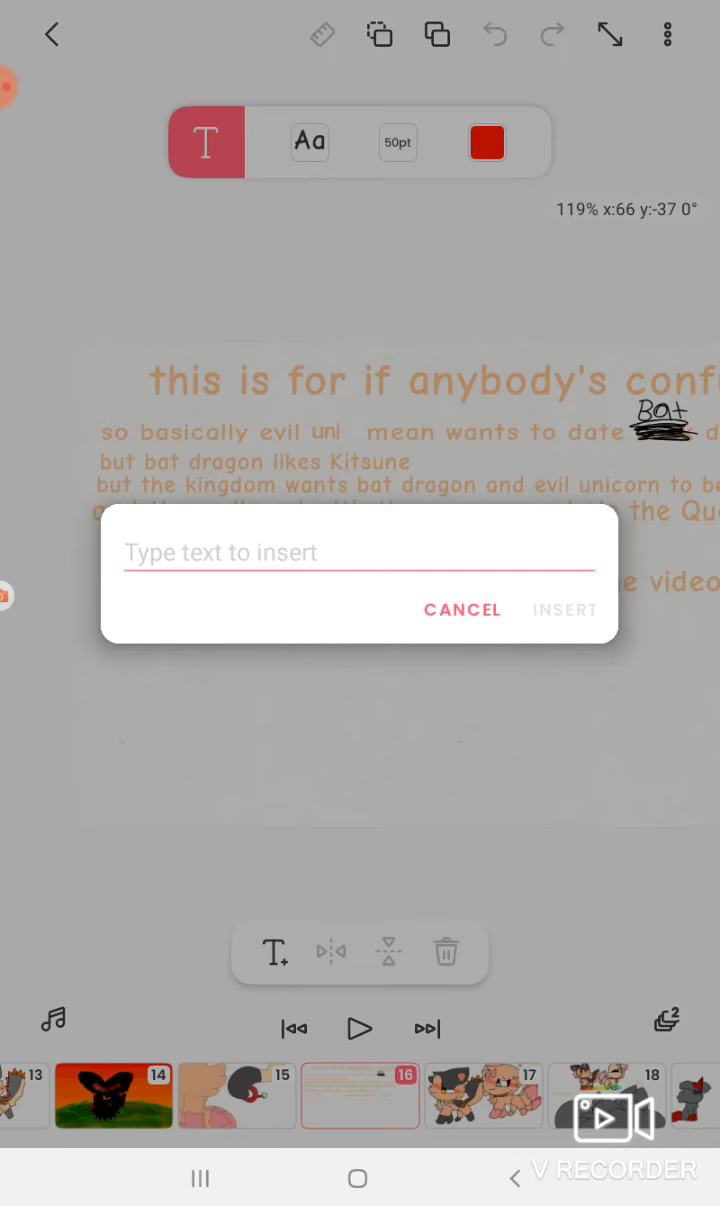 T
Aa
50pt
119% x:66 y:-37 0°
this is for if anybody's conf
Bat
so basically evil uni mean wants to date d
but bat dragon likes Kitsune
but the kingdom wants bat dragon and evil unicorn to be
the Qu
Type text to insert
e video
CANCEL INSERT
T+
2
13 14 15 16 17 18
V RECORDER